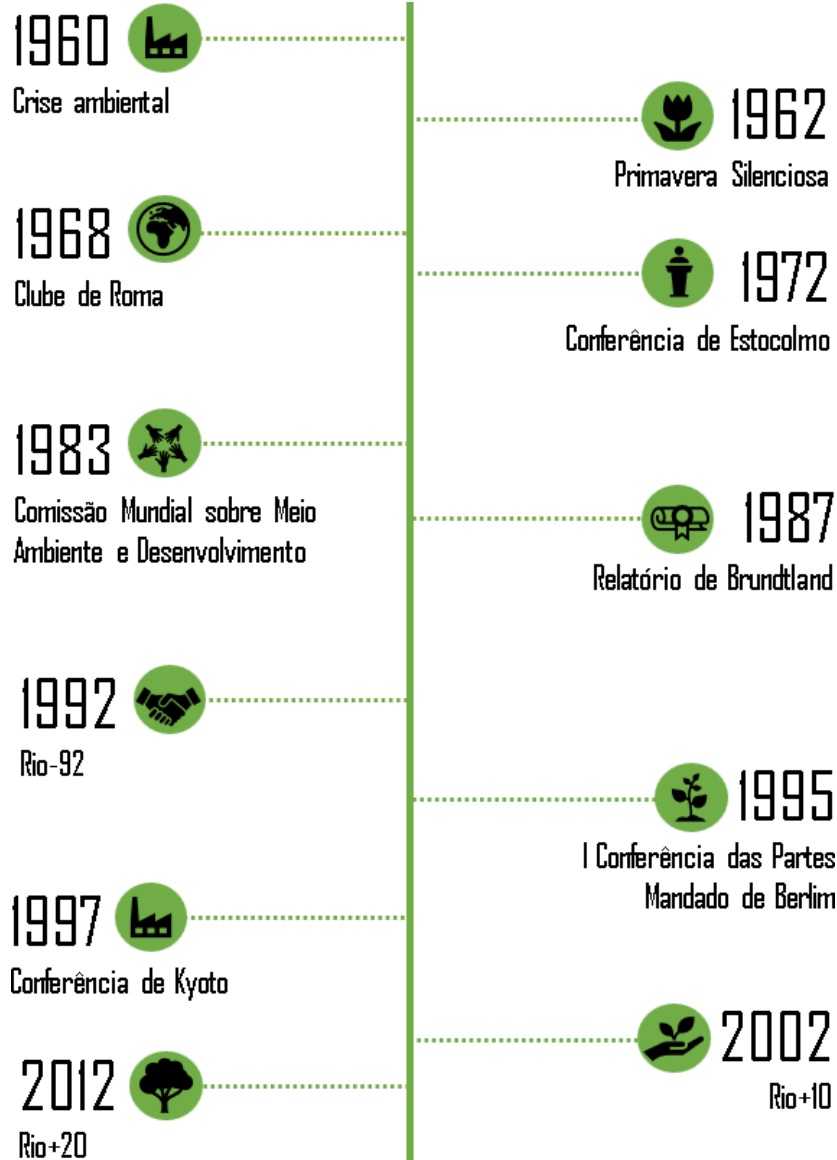 1960
Crise ambiental
1962
Primavera Silenciosa
1968
Clube de Roma
1972
Conferência de Estocolmo
1983
Comissão Mundial sobre Meio
Ambiente e Desenvolvimento
1987
Relatório de Brundtland
1992
Rio-92
1995
I Conferência das Partes
Mandado de Berlim
1997
Conferência de Kyoto
2002
Rio+10
2012
Rio+20